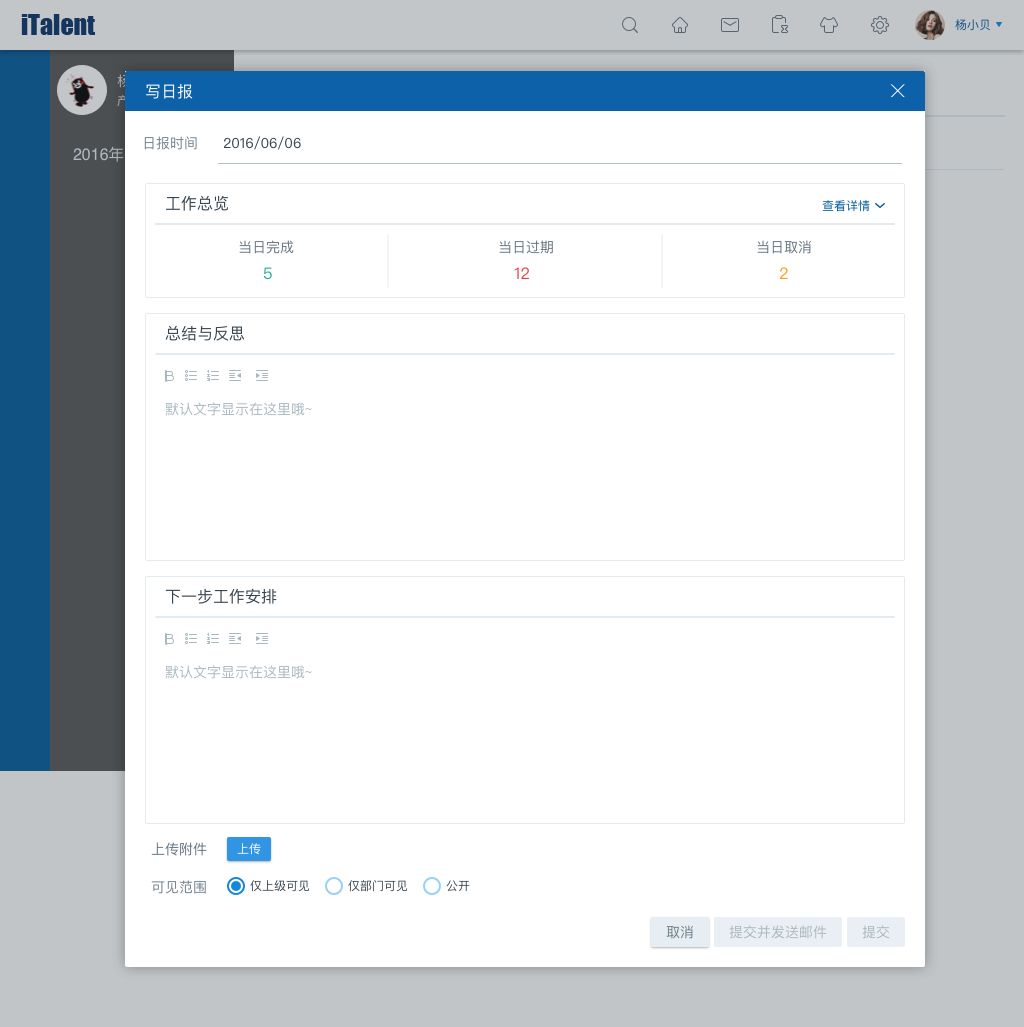 iTalent
杨小贝
2016年
写日报
日报时间 2016/06/06
工作总览 查看详情
当日完成 当日过期 当日取消
5 12 2
总结与反思
默认文字显示在这里哦~
下一步工作安排
默认文字显示在这里哦~
上传附件 上传
可见范围 仅上级可见 仅部门可见 公开
取消 提交并发送邮件 提交